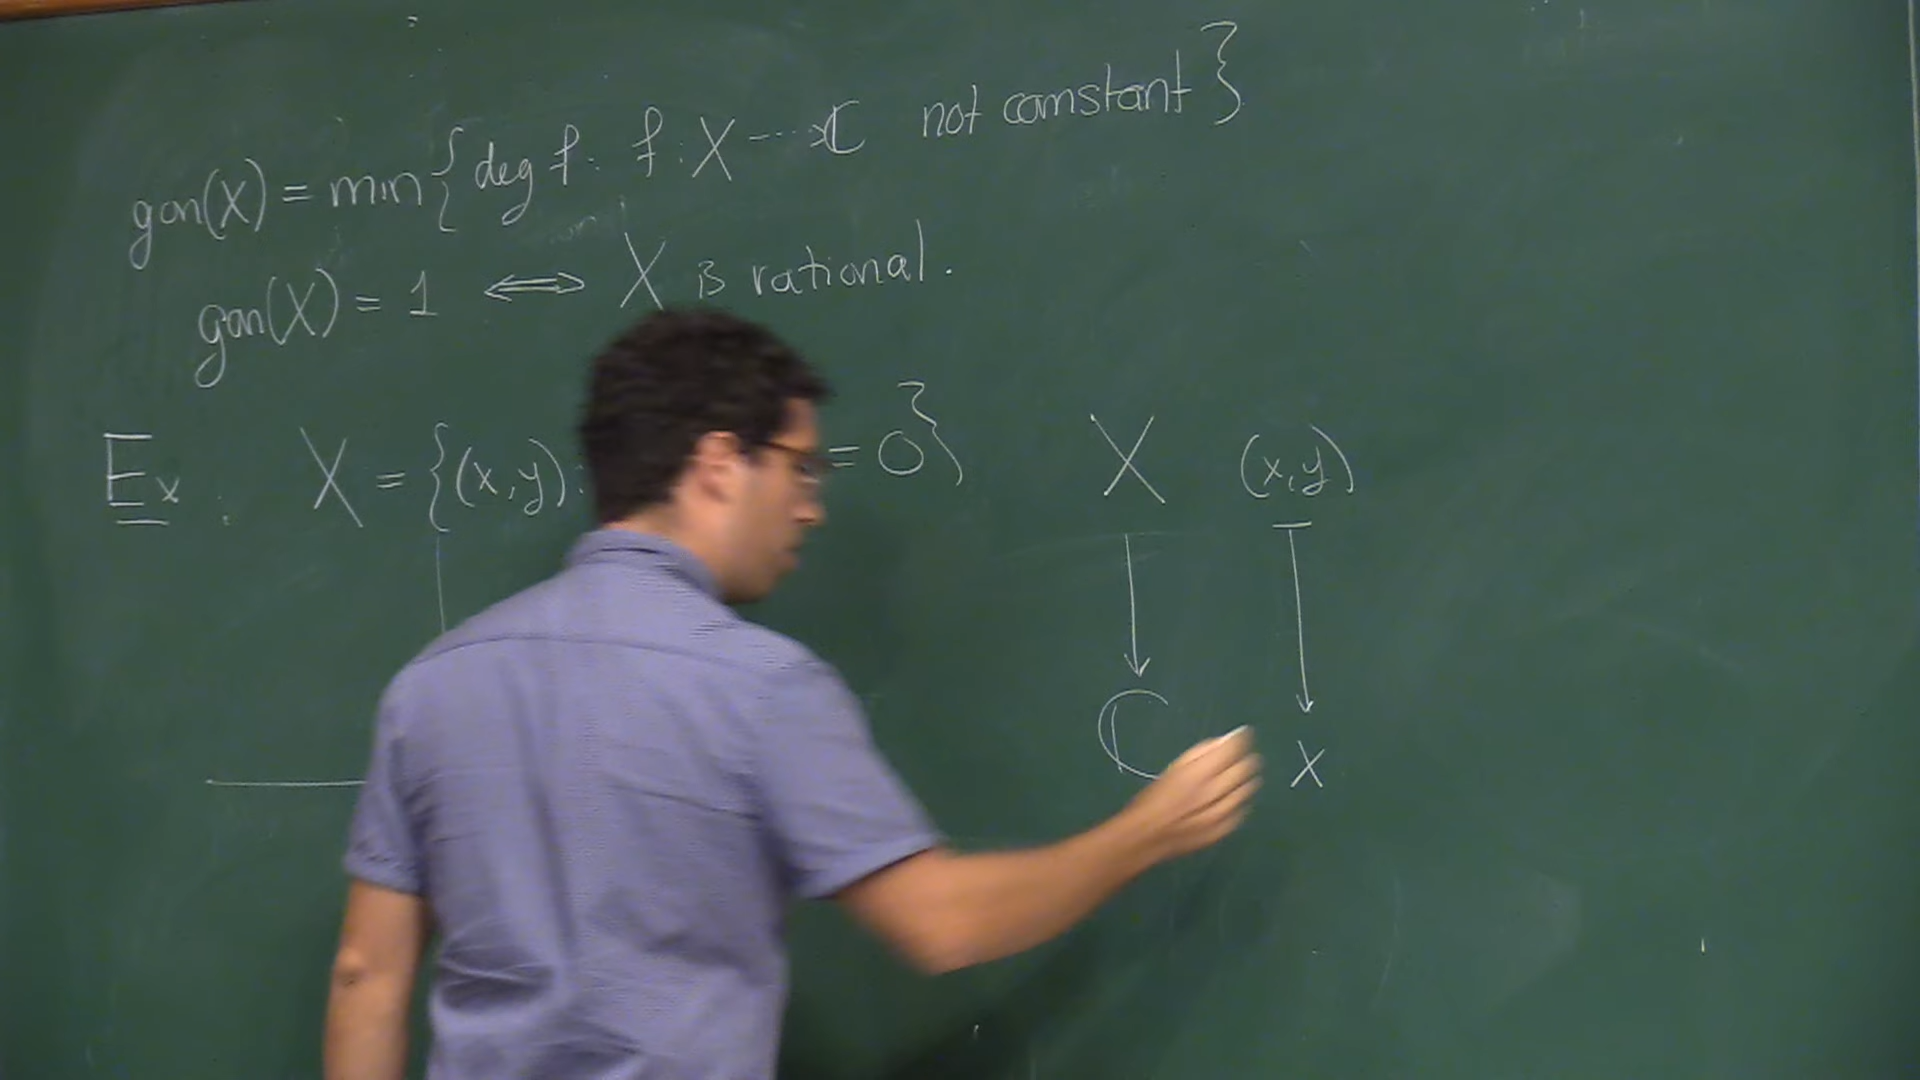 gon(X) = min { deg f : f : X ⇢ ℂ not constant }
gon(X) = 1 ⟺ X is rational.
Ex : X = {(x,y): = 0} X (x,y)
ℂ x